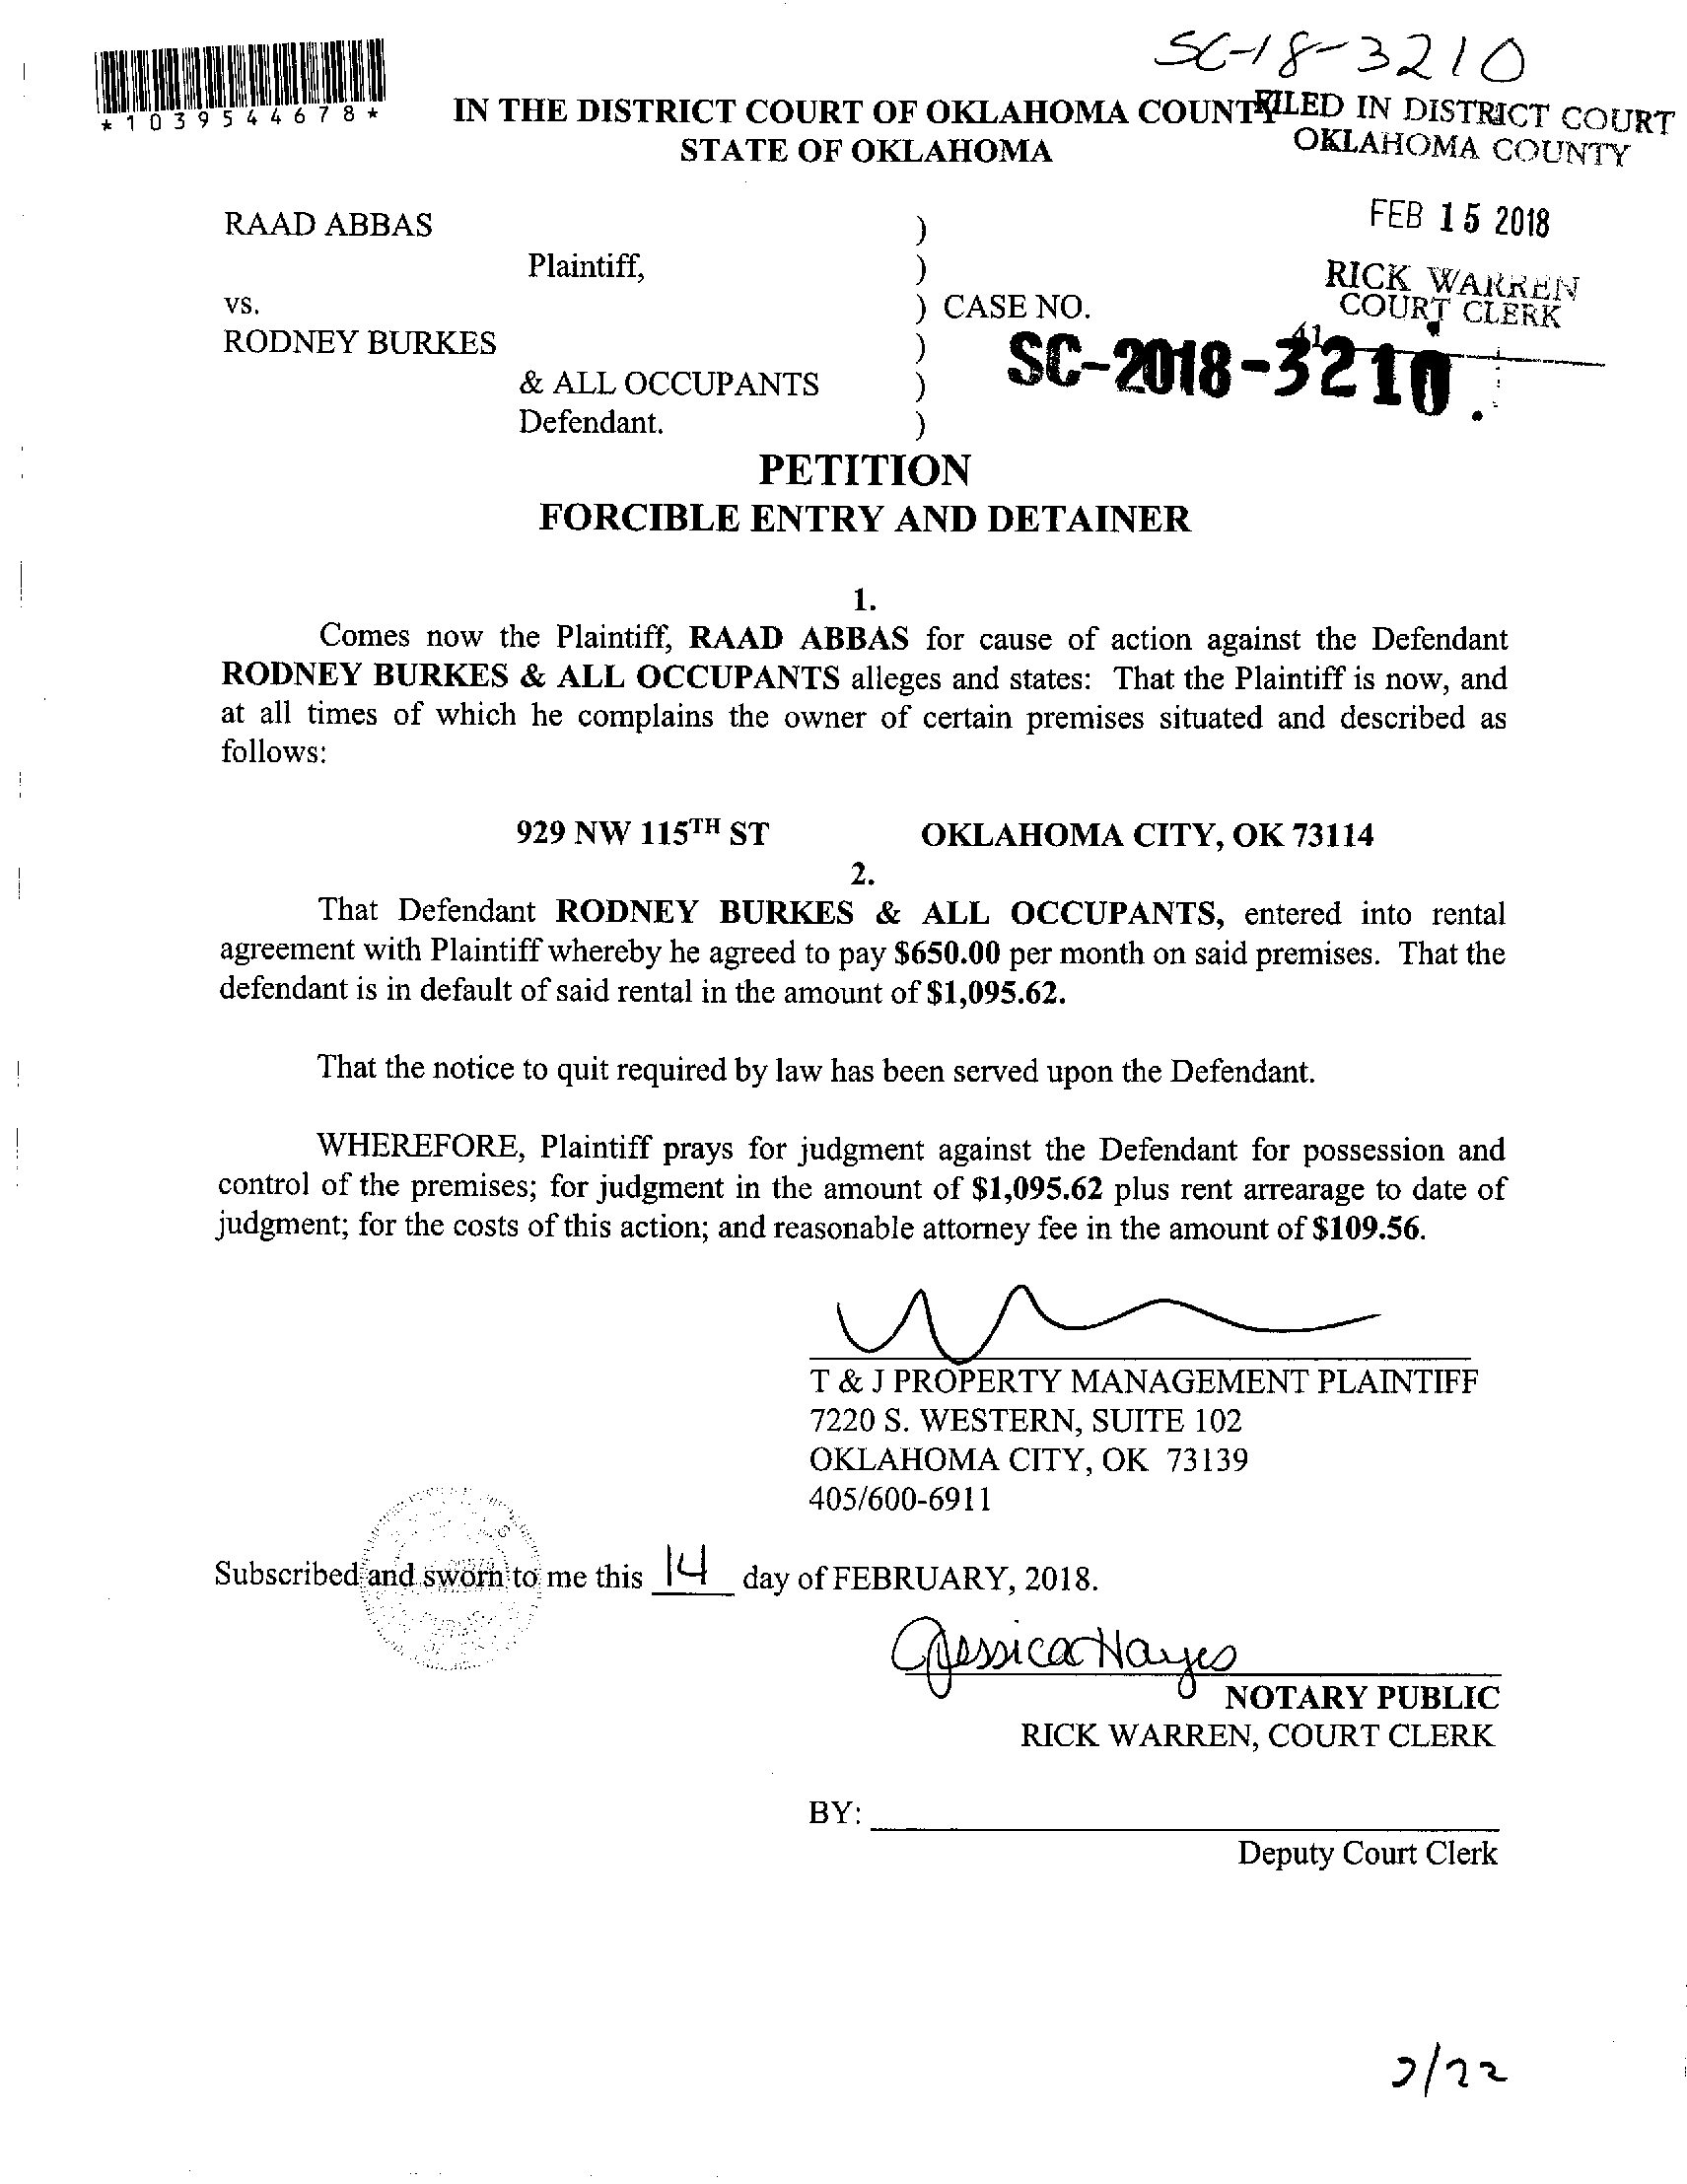 SC-18-3210
*1039544678*
IN THE DISTRICT COURT OF OKLAHOMA COUNTY
FILED IN DISTRICT COURT
STATE OF OKLAHOMA
OKLAHOMA COUNTY
FEB 15 2018
RAAD ABBAS )
Plaintiff, )
RICK WARREN
COURT CLERK
vs. ) CASE NO.
41
RODNEY BURKES )
SC-2018-3210
& ALL OCCUPANTS )
Defendant. )
PETITION
FORCIBLE ENTRY AND DETAINER
1.
Comes now the Plaintiff, RAAD ABBAS for cause of action against the Defendant
RODNEY BURKES & ALL OCCUPANTS alleges and states: That the Plaintiff is now, and
at all times of which he complains the owner of certain premises situated and described as
follows:
929 NW 115TH ST OKLAHOMA CITY, OK 73114
2.
That Defendant RODNEY BURKES & ALL OCCUPANTS, entered into rental
agreement with Plaintiff whereby he agreed to pay $650.00 per month on said premises. That the
defendant is in default of said rental in the amount of $1,095.62.
That the notice to quit required by law has been served upon the Defendant.
WHEREFORE, Plaintiff prays for judgment against the Defendant for possession and
control of the premises; for judgment in the amount of $1,095.62 plus rent arrearage to date of
judgment; for the costs of this action; and reasonable attorney fee in the amount of $109.56.
T & J PROPERTY MANAGEMENT PLAINTIFF
7220 S. WESTERN, SUITE 102
OKLAHOMA CITY, OK 73139
405/600-6911
Subscribed and sworn to me this 14 day of FEBRUARY, 2018.
Jessica Hayes
NOTARY PUBLIC
RICK WARREN, COURT CLERK
BY:
Deputy Court Clerk